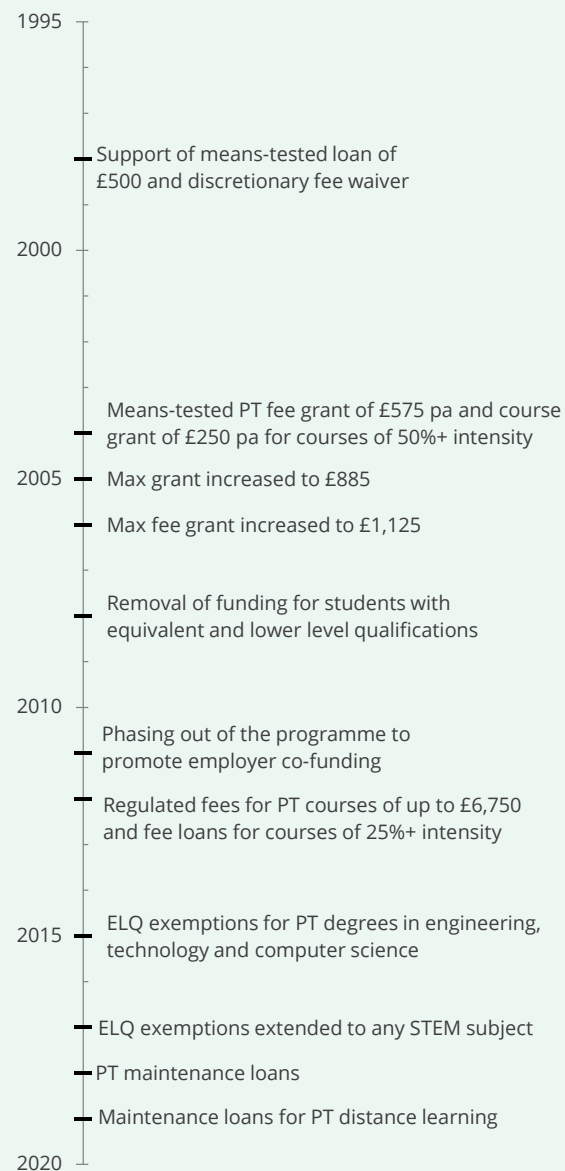 1995
Support of means-tested loan of
£500 and discretionary fee waiver
2000
Means-tested PT fee grant of £575 pa and course
grant of £250 pa for courses of 50%+ intensity
2005
Max grant increased to £885
Max fee grant increased to £1,125
Removal of funding for students with
equivalent and lower level qualifications
2010
Phasing out of the programme to
promote employer co-funding
Regulated fees for PT courses of up to £6,750
and fee loans for courses of 25%+ intensity
2015
ELQ exemptions for PT degrees in engineering,
technology and computer science
ELQ exemptions extended to any STEM subject
PT maintenance loans
Maintenance loans for PT distance learning
2020